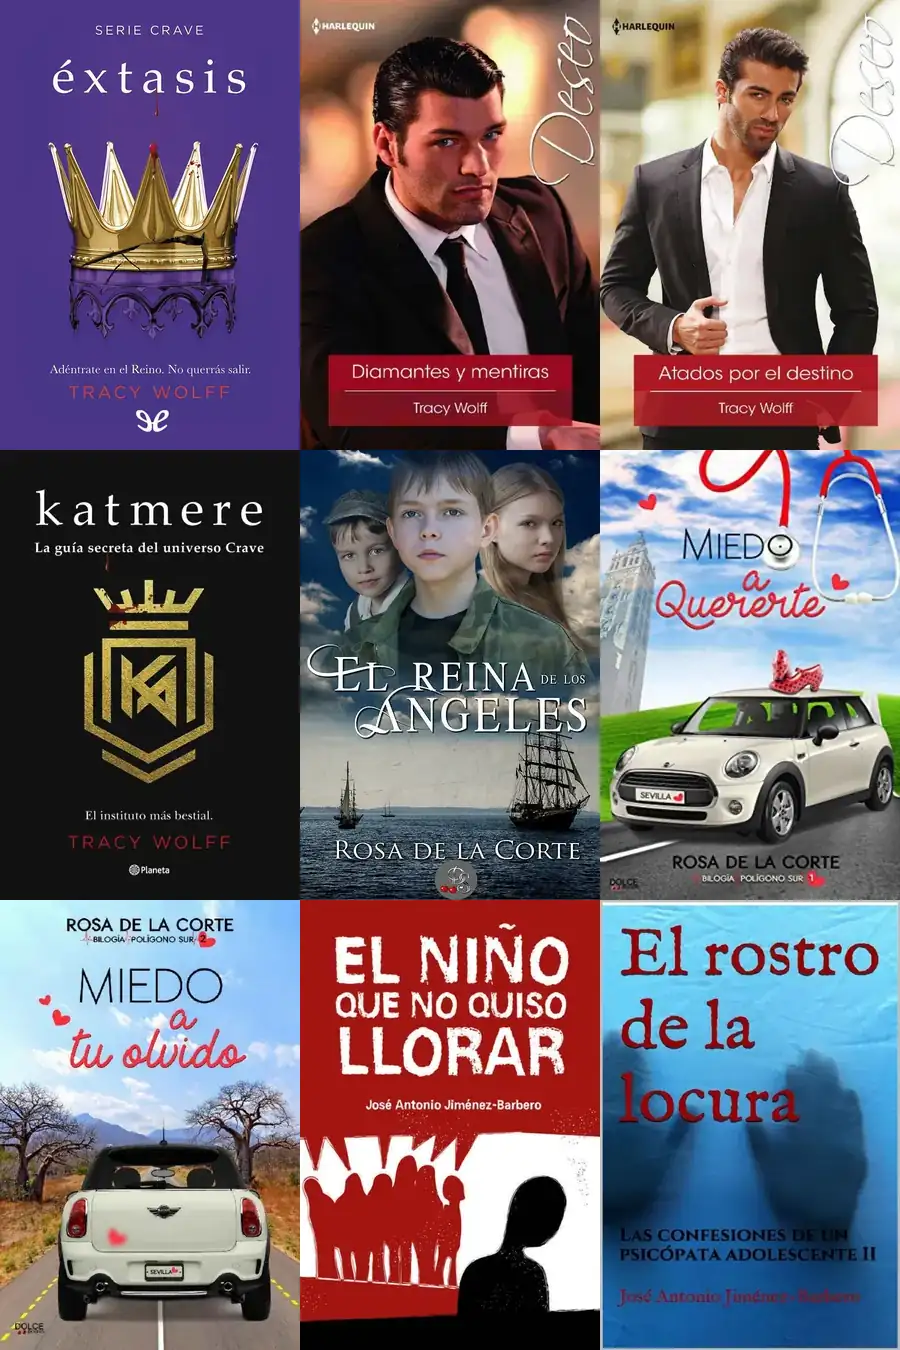 SERIE CRAVE
éxtasis
Adéntrate en el Reino. No querrás salir.
TRACY WOLFF
HARLEQUIN
Deseo
Diamantes y mentiras
Tracy Wolff
HARLEQUIN
Deseo
Atados por el destino
Tracy Wolff
katmere
La guía secreta del universo Crave
El instituto más bestial.
TRACY WOLFF
Planeta
EL REINA DE LOS
ÁNGELES
ROSA DE LA CORTE
MIEDO
a
Quererte
SEVILLA
ROSA DE LA CORTE
BILOGÍA POLÍGONO SUR 1
DOLCE
ROSA DE LA CORTE
BILOGÍA POLÍGONO SUR 2
MIEDO
a
tu olvido
SEVILLA
DOLCE
EL NIÑO
QUE NO QUISO
LLORAR
José Antonio Jiménez-Barbero
El rostro
de la
locura
LAS CONFESIONES DE UN
PSICÓPATA ADOLESCENTE II
José Antonio Jiménez-Barbero